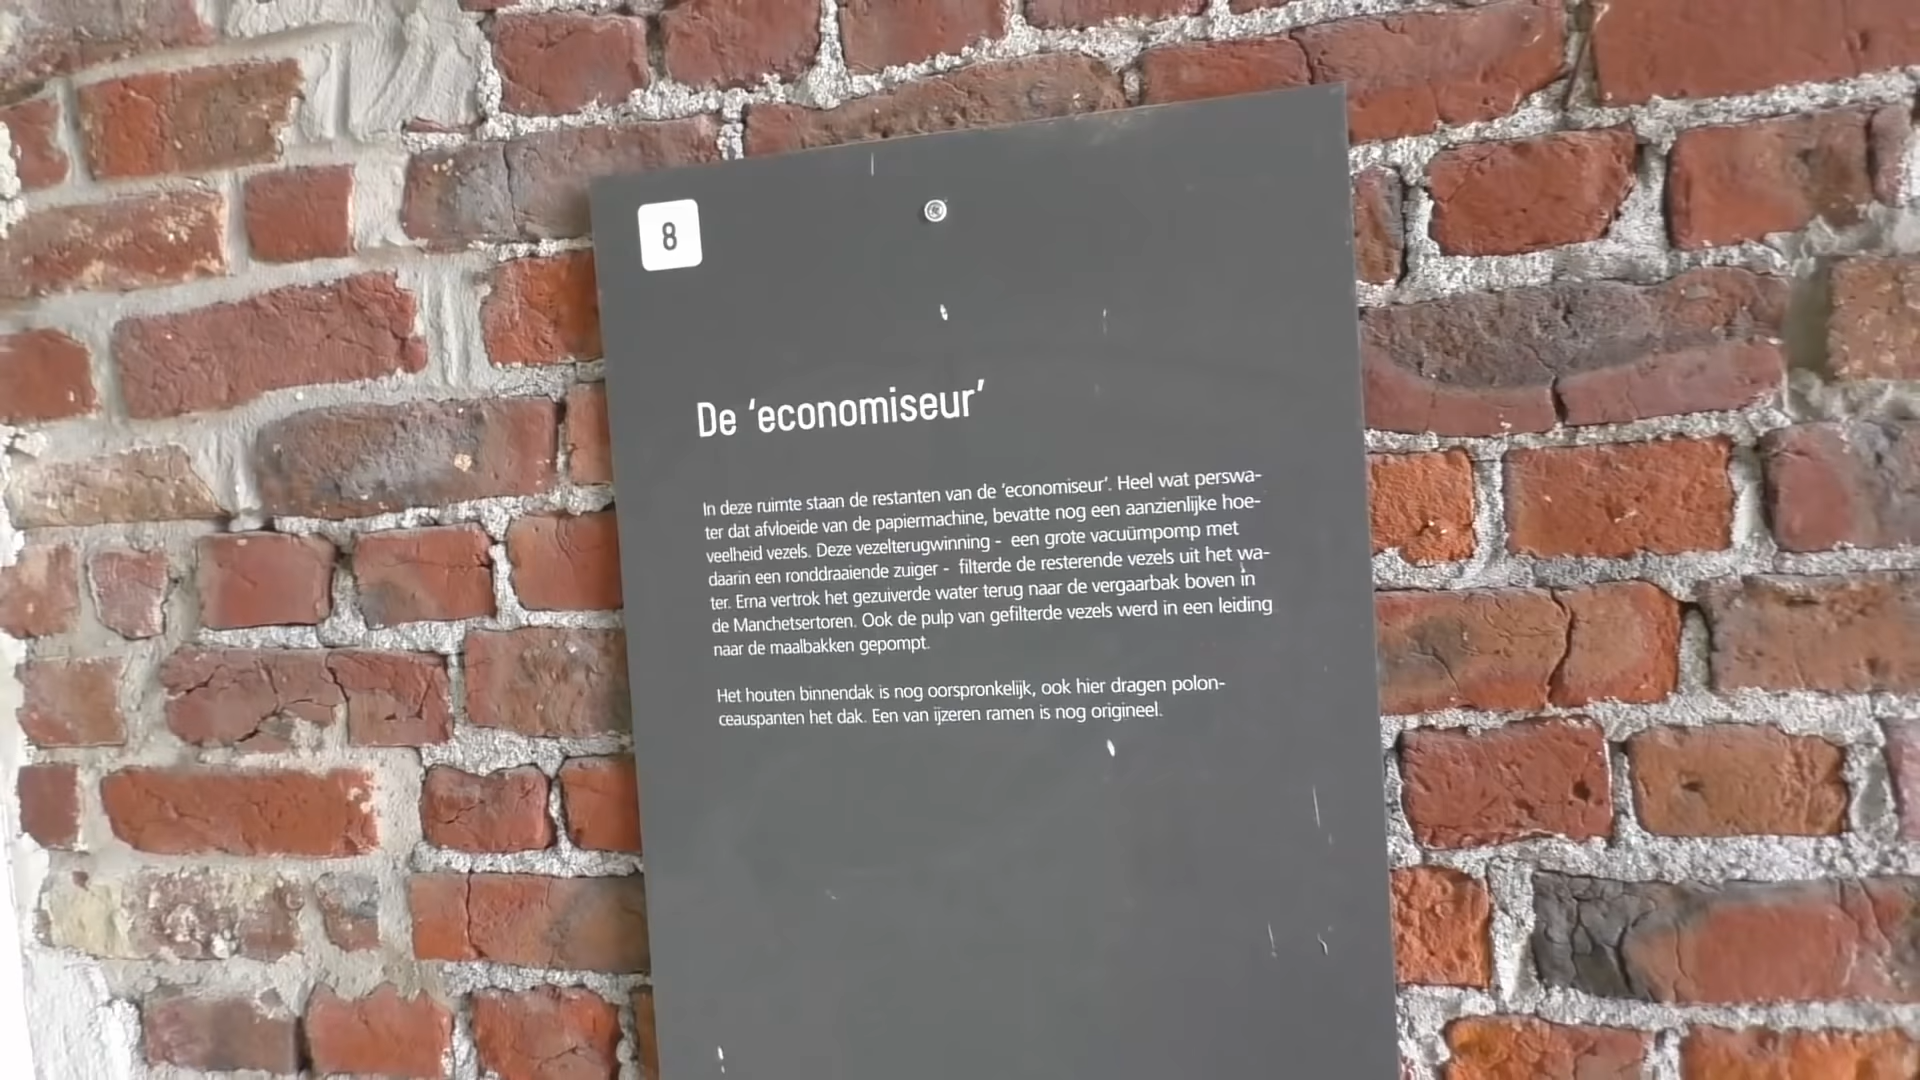 8
De ‘economiseur’
In deze ruimte staan de restanten van de ‘economiseur’. Heel wat perswa-
ter dat afvloeide van de papiermachine, bevatte nog een aanzienlijke hoe-
veelheid vezels. Deze vezelterugwinning - een grote vacuümpomp met
daarin een ronddraaiende zuiger - filterde de resterende vezels uit het wa-
ter. Erna vertrok het gezuiverde water terug naar de vergaarbak boven in
de Manchetsertoren. Ook de pulp van gefilterde vezels werd in een leiding
naar de maalbakken gepompt.
Het houten binnendak is nog oorspronkelijk, ook hier dragen polon-
ceauspanten het dak. Een van ijzeren ramen is nog origineel.